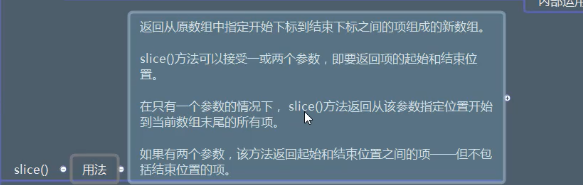 内部运用
返回从原数组中指定开始下标到结束下标之间的项组成的新数组。
slice()方法可以接受一或两个参数，即要返回项的起始和结束位
置。
在只有一个参数的情况下， slice()方法返回从该参数指定位置开始
到当前数组末尾的所有项。
如果有两个参数，该方法返回起始和结束位置之间的项——但不包
括结束位置的项。
slice()
用法